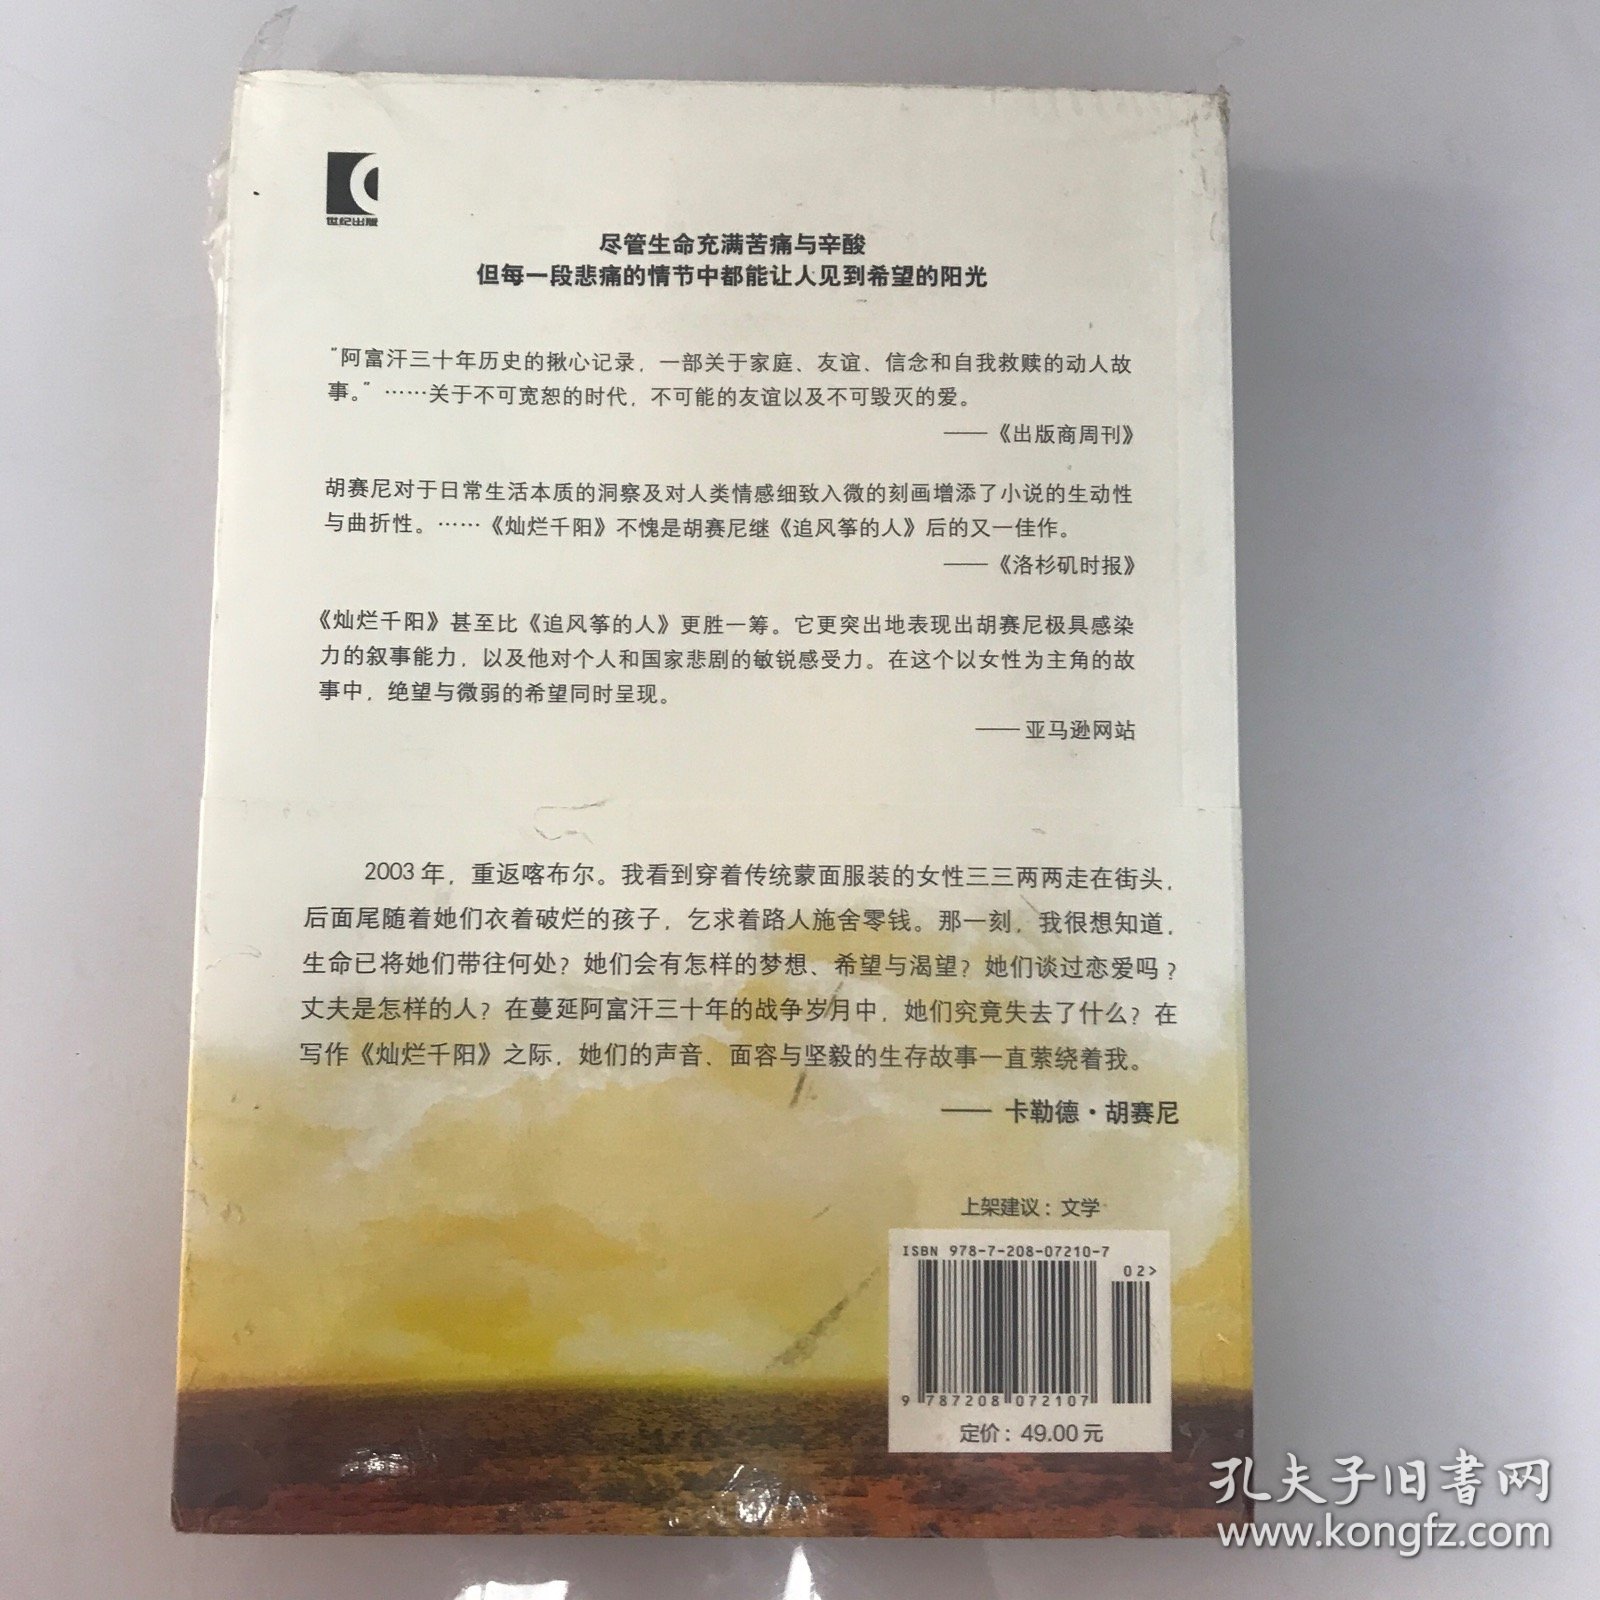 世纪出版
尽管生命充满苦痛与辛酸
但每一段悲痛的情节中都能让人见到希望的阳光
“阿富汗三十年历史的揪心记录，一部关于家庭、友谊、信念和自我救赎的动人故
事。”……关于不可宽恕的时代，不可能的友谊以及不可毁灭的爱。
——《出版商周刊》
胡赛尼对于日常生活本质的洞察及对人类情感细致入微的刻画增添了小说的生动性
与曲折性。……《灿烂千阳》不愧是胡赛尼继《追风筝的人》后的又一佳作。
——《洛杉矶时报》
《灿烂千阳》甚至比《追风筝的人》更胜一筹。它更突出地表现出胡赛尼极具感染
力的叙事能力，以及他对个人和国家悲剧的敏锐感受力。在这个以女性为主角的故
事中，绝望与微弱的希望同时呈现。
——亚马逊网站
2003年，重返喀布尔。我看到穿着传统蒙面服装的女性三三两两走在街头，
后面尾随着她们衣着破烂的孩子，乞求着路人施舍零钱。那一刻，我很想知道，
生命已将她们带往何处？她们会有怎样的梦想、希望与渴望？她们谈过恋爱吗？
丈夫是怎样的人？在蔓延阿富汗三十年的战争岁月中，她们究竟失去了什么？在
写作《灿烂千阳》之际，她们的声音、面容与坚毅的生存故事一直萦绕着我。
—— 卡勒德·胡赛尼
上架建议：文学
ISBN 978-7-208-07210-7
02>
9 787208 072107
定价：49.00元
孔夫子旧书网
www.kongfz.com